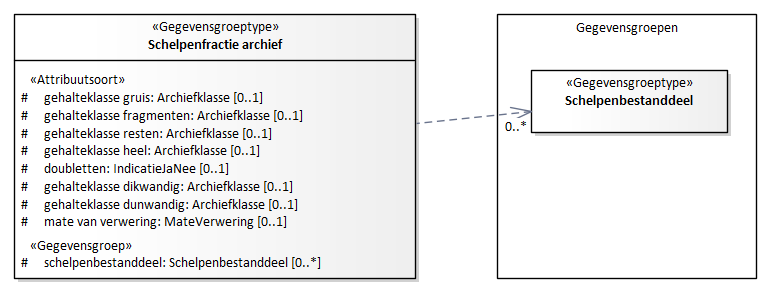 «Gegevensgroeptype»
Schelpenfractie archief
«Attribuutsoort»
# gehalteklasse gruis: Archiefklasse [0..1]
# gehalteklasse fragmenten: Archiefklasse [0..1]
# gehalteklasse resten: Archiefklasse [0..1]
# gehalteklasse heel: Archiefklasse [0..1]
# doubletten: IndicatieJaNee [0..1]
# gehalteklasse dikwandig: Archiefklasse [0..1]
# gehalteklasse dunwandig: Archiefklasse [0..1]
# mate van verwering: MateVerwering [0..1]
«Gegevensgroep»
# schelpenbestanddeel: Schelpenbestanddeel [0..*]
0..*
Gegevensgroepen
«Gegevensgroeptype»
Schelpenbestanddeel